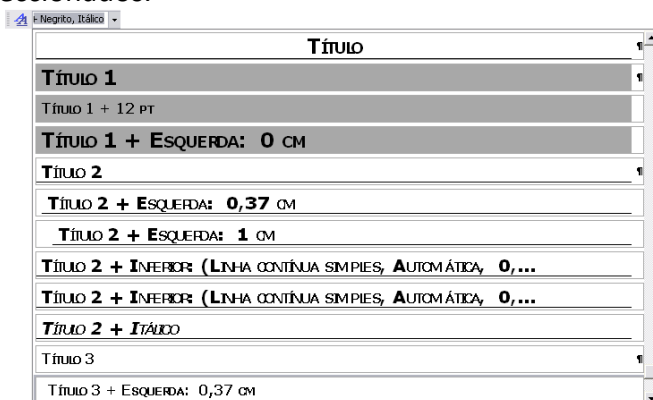 + Negrito, Itálico
Título ¶
Título 1 ¶
Título 1 + 12 pt
Título 1 + Esquerda: 0 cm
Título 2 ¶
Título 2 + Esquerda: 0,37 cm
Título 2 + Esquerda: 1 cm
Título 2 + Inferior: (Linha contínua simples, Automática, 0,...
Título 2 + Inferior: (Linha contínua simples, Automática, 0,...
Título 2 + Itálico
Título 3 ¶
Título 3 + Esquerda: 0,37 cm